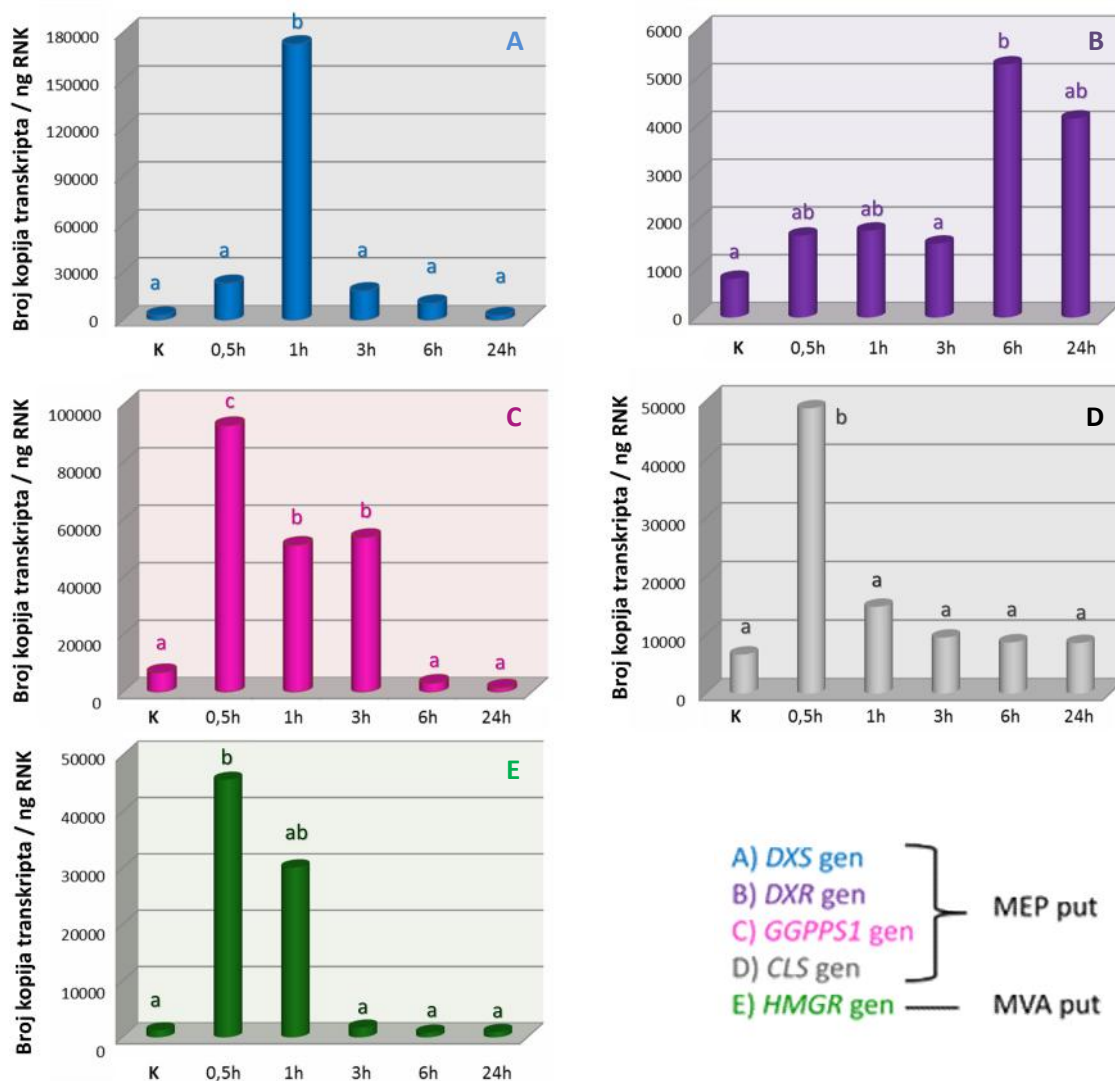 A
Broj kopija transkripta / ng RNK
180000
150000
120000
90000
60000
30000
0
a
a
b
a
a
a
K 0,5h 1h 3h 6h 24h
B
6000
5000
4000
3000
2000
1000
0
a
ab
ab
a
b
ab
K 0,5h 1h 3h 6h 24h
C
Broj kopija transkripta / ng RNK
100000
80000
60000
40000
20000
0
a
c
b
b
a
a
K 0,5h 1h 3h 6h 24h
D
Broj kopija transkripta / ng RNK
50000
40000
30000
20000
10000
0
a
b
a
a
a
a
K 0,5h 1h 3h 6h 24h
E
Broj kopija transkripta / ng RNK
50000
40000
30000
20000
10000
0
a
b
ab
a
a
a
K 0,5h 1h 3h 6h 24h
A) DXS gen
B) DXR gen
C) GGPPS1 gen
D) CLS gen
MEP put
E) HMGR gen
MVA put